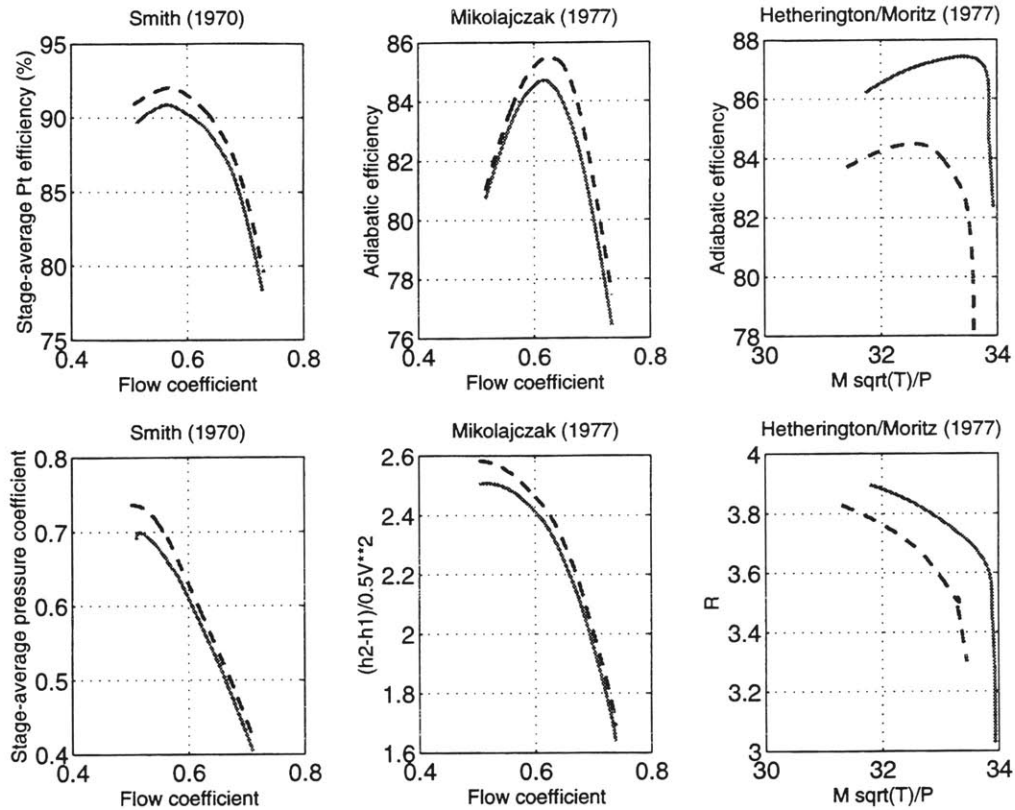 Smith (1970)
Stage-average Pt efficiency (%)
95
90
85
80
75
0.4
0.6
0.8
Flow coefficient
Mikolajczak (1977)
Adiabatic efficiency
86
84
82
80
78
76
0.4
0.6
0.8
Flow coefficient
Hetherington/Moritz (1977)
Adiabatic efficiency
88
86
84
82
80
78
30
32
34
M sqrt(T)/P
Smith (1970)
Stage-average pressure coefficient
0.8
0.7
0.6
0.5
0.4
0.4
0.6
0.8
Flow coefficient
Mikolajczak (1977)
(h2-h1)/0.5V**2
2.6
2.4
2.2
2
1.8
1.6
0.4
0.6
0.8
Flow coefficient
Hetherington/Moritz (1977)
R
4
3.8
3.6
3.4
3.2
3
30
32
34
M sqrt(T)/P